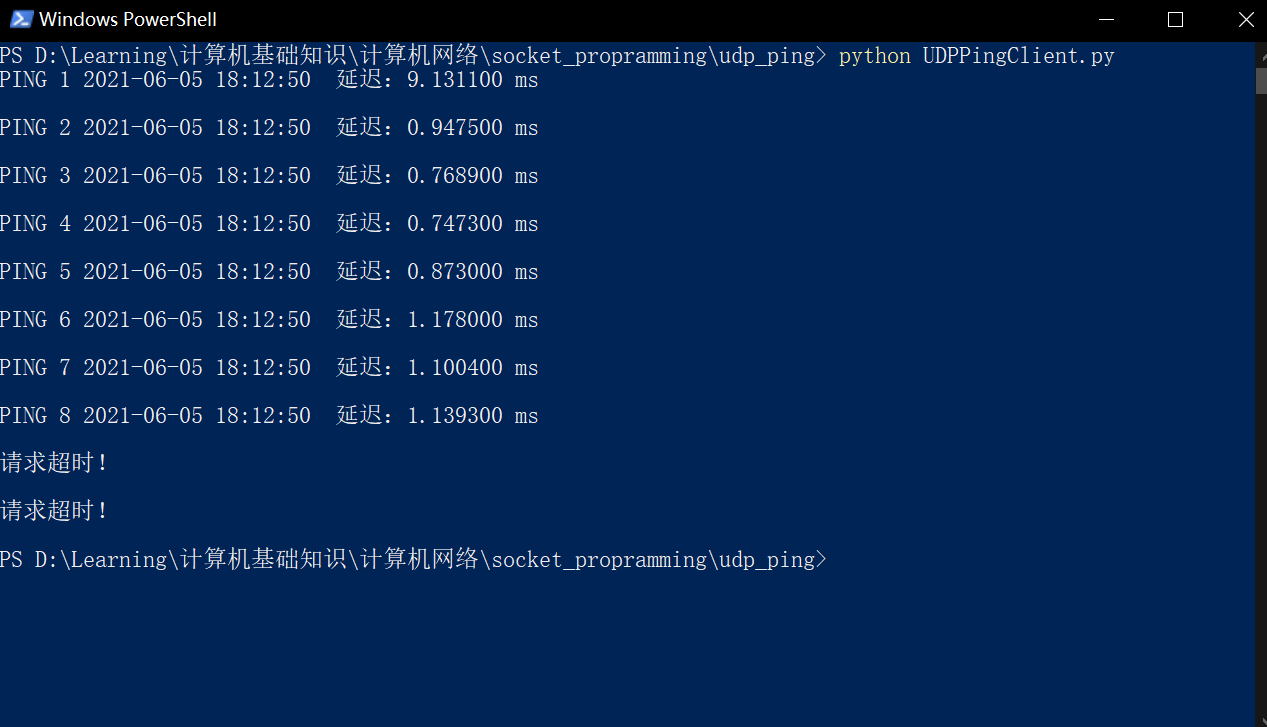 Windows PowerShell
PS D:\Learning\计算机基础知识\计算机网络\socket_propramming\udp_ping> python UDPPingClient.py
PING 1 2021-06-05 18:12:50  延迟：9.131100 ms
PING 2 2021-06-05 18:12:50  延迟：0.947500 ms
PING 3 2021-06-05 18:12:50  延迟：0.768900 ms
PING 4 2021-06-05 18:12:50  延迟：0.747300 ms
PING 5 2021-06-05 18:12:50  延迟：0.873000 ms
PING 6 2021-06-05 18:12:50  延迟：1.178000 ms
PING 7 2021-06-05 18:12:50  延迟：1.100400 ms
PING 8 2021-06-05 18:12:50  延迟：1.139300 ms
请求超时！
请求超时！
PS D:\Learning\计算机基础知识\计算机网络\socket_propramming\udp_ping>